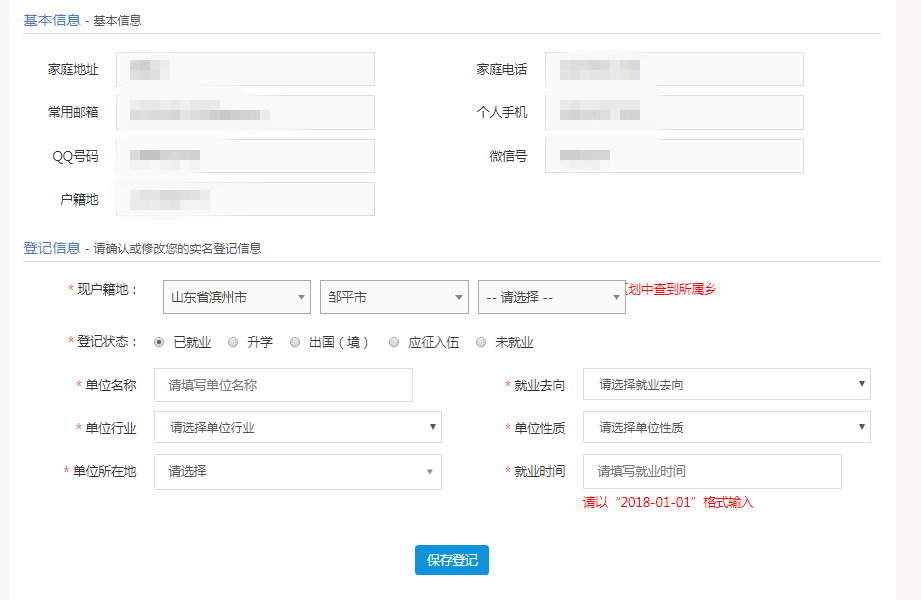 基本信息 - 基本信息
家庭地址 家庭电话
常用邮箱 个人手机
QQ号码 微信号
户籍地
登记信息 - 请确认或修改您的实名登记信息
* 现户籍地： 山东省滨州市 邹平市 -- 请选择 -- 划中查到所属乡
* 登记状态： 已就业 升学 出国（境） 应征入伍 未就业
* 单位名称 请填写单位名称 * 就业去向 请选择就业去向
* 单位行业 请选择单位行业 * 单位性质 请选择单位性质
* 单位所在地 请选择 * 就业时间 请填写就业时间
请以“2018-01-01”格式输入
保存登记